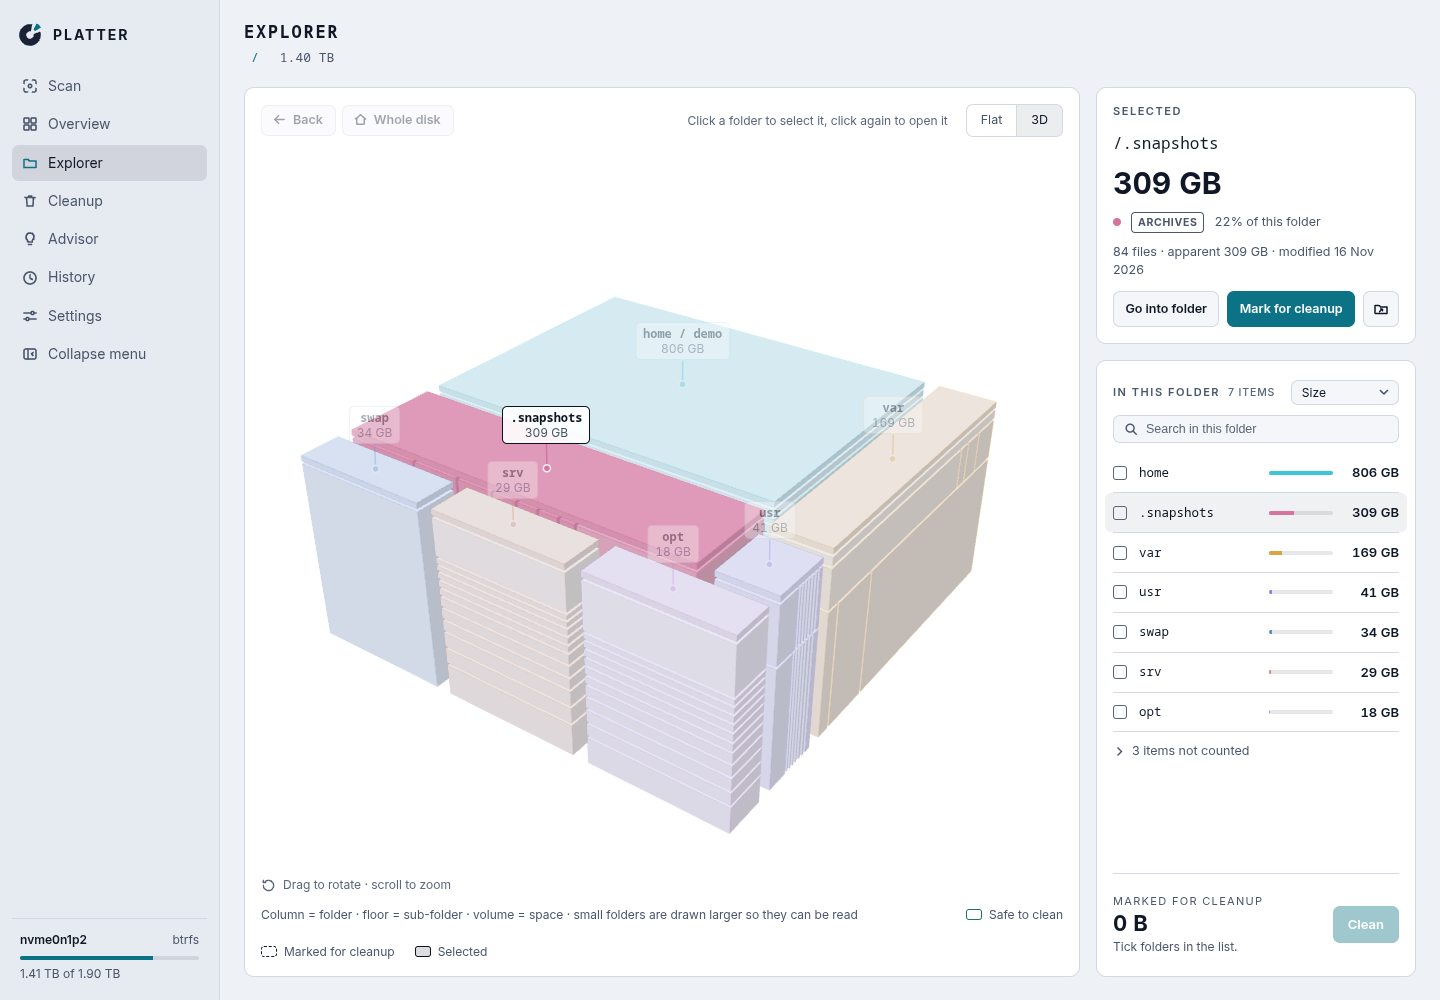 PLATTER
Scan
Overview
Explorer
Cleanup
Advisor
History
Settings
Collapse menu
nvme0n1p2 btrfs
1.41 TB of 1.90 TB
EXPLORER
/ 1.40 TB
Back Whole disk Click a folder to select it, click again to open it Flat 3D
home / demo
806 GB
swap
34 GB
.snapshots
309 GB
var
169 GB
srv
29 GB
usr
41 GB
opt
18 GB
Drag to rotate · scroll to zoom
Column = folder · floor = sub-folder · volume = space · small folders are drawn larger so they can be read Safe to clean
Marked for cleanup Selected
SELECTED
/.snapshots
309 GB
ARCHIVES 22% of this folder
84 files · apparent 309 GB · modified 16 Nov
2026
Go into folder Mark for cleanup
IN THIS FOLDER 7 ITEMS Size
Search in this folder
home 806 GB
.snapshots 309 GB
var 169 GB
usr 41 GB
swap 34 GB
srv 29 GB
opt 18 GB
3 items not counted
MARKED FOR CLEANUP
0 B
Clean
Tick folders in the list.